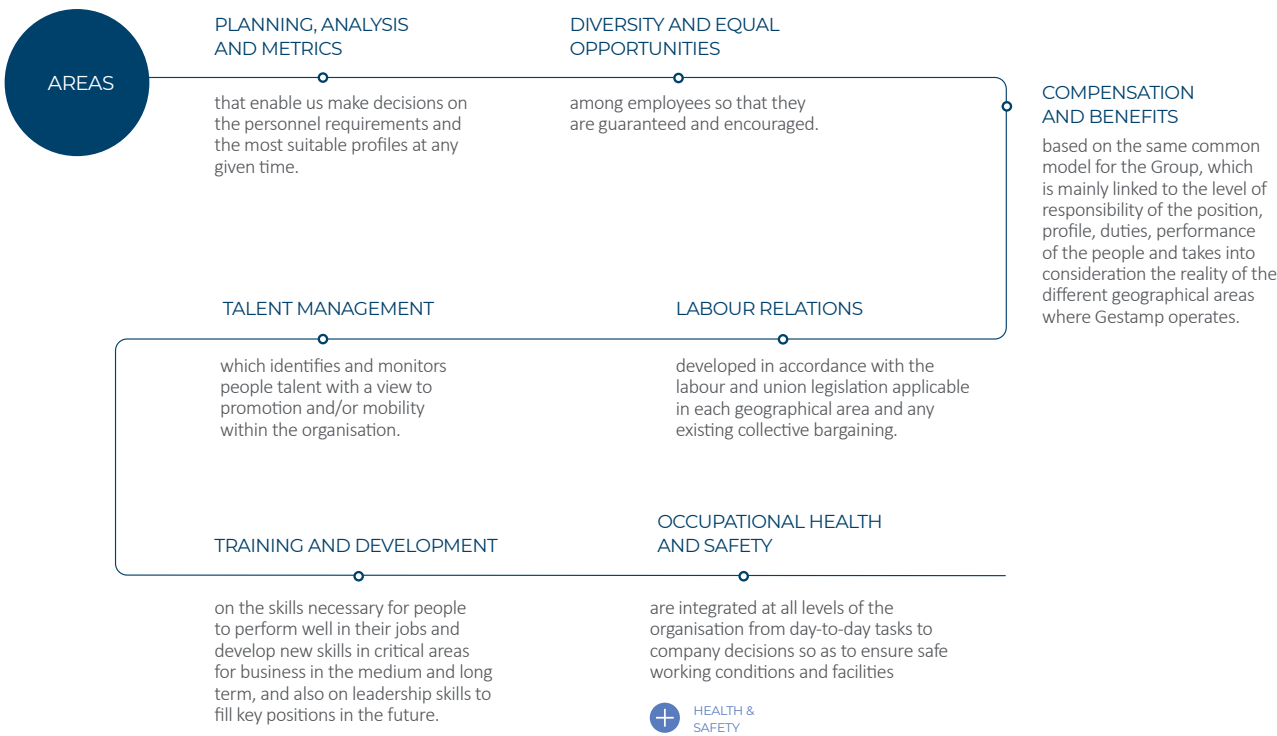 AREAS
PLANNING, ANALYSIS
AND METRICS
that enable us make decisions on
the personnel requirements and
the most suitable profiles at any
given time.
DIVERSITY AND EQUAL
OPPORTUNITIES
among employees so that they
are guaranteed and encouraged.
COMPENSATION
AND BENEFITS
based on the same common
model for the Group, which
is mainly linked to the level of
responsibility of the position,
profile, duties, performance
of the people and takes into
consideration the reality of the
different geographical areas
where Gestamp operates.
LABOUR RELATIONS
developed in accordance with the
labour and union legislation applicable
in each geographical area and any
existing collective bargaining.
TALENT MANAGEMENT
which identifies and monitors
people talent with a view to
promotion and/or mobility
within the organisation.
TRAINING AND DEVELOPMENT
on the skills necessary for people
to perform well in their jobs and
develop new skills in critical areas
for business in the medium and long
term, and also on leadership skills to
fill key positions in the future.
OCCUPATIONAL HEALTH
AND SAFETY
are integrated at all levels of the
organisation from day-to-day tasks to
company decisions so as to ensure safe
working conditions and facilities
HEALTH &
SAFETY